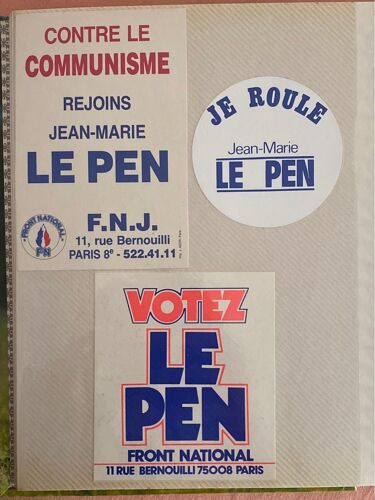 CONTRE LE
COMMUNISME
REJOINS
JEAN-MARIE
LE PEN
F.N.J.
11, rue Bernouilli
PARIS 8e - 522.41.11
FRONT NATIONAL
FN
JE ROULE
Jean-Marie
LE PEN
VOTEZ
LE
PEN
FRONT NATIONAL
11 RUE BERNOUILLI 75008 PARIS